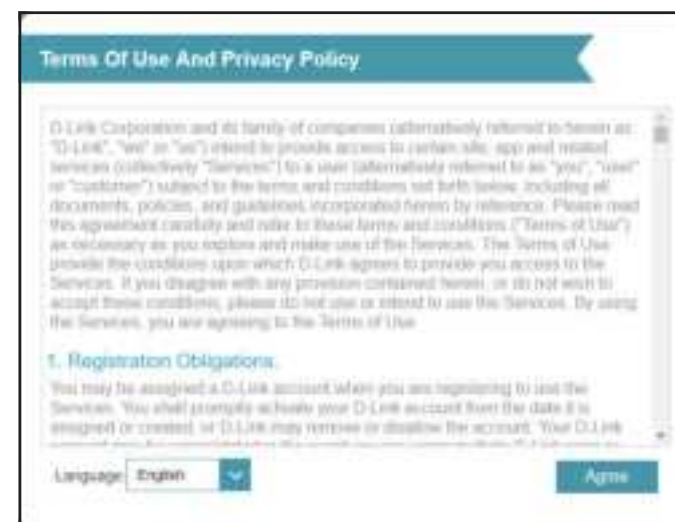 Terms Of Use And Privacy Policy
D-Link Corporation and its family of companies (alternatively referred to herein as
"D-Link", "we" or "us") intend to provide access to certain site, app and related
services (collectively "Services") to a user (alternatively referred to as "you", "user"
or "customer") subject to the terms and conditions set forth below, including all
documents, policies, and guidelines incorporated herein by reference. Please read
this agreement carefully and refer to these terms and conditions ("Terms of Use")
as necessary as you explore and make use of the Services. The Terms of Use
provide the conditions upon which D-Link agrees to provide you access to the
Services. If you disagree with any provision contained herein, or do not wish to
accept these conditions, please do not use or intend to use the Services. By using
the Services, you are agreeing to the Terms of Use
1. Registration Obligations.
You may be assigned a D-Link account when you are registering to use the
Services. You shall promptly activate your D-Link account from the date it is
assigned or created, or D-Link may remove or disallow the account. Your D-Link
Language: English
Agree